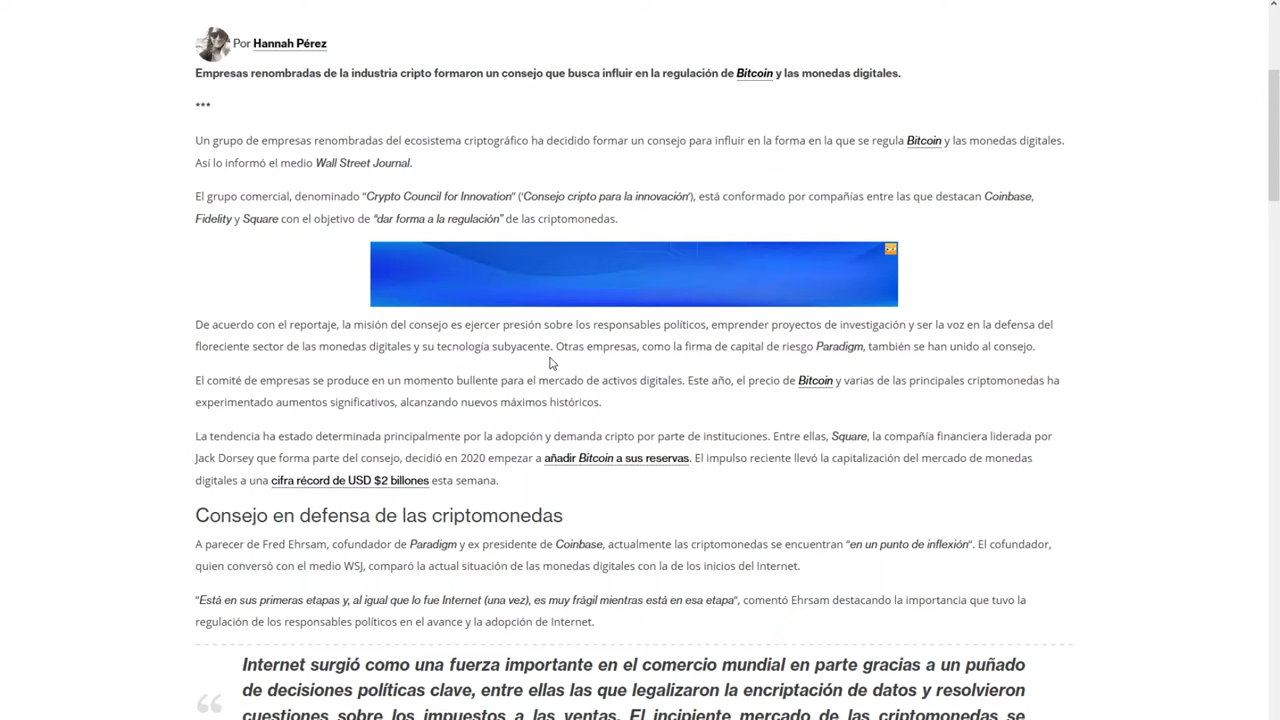 Por Hannah Pérez
Empresas renombradas de la industria cripto formaron un consejo que busca influir en la regulación de Bitcoin y las monedas digitales.
***
Un grupo de empresas renombradas del ecosistema criptográfico ha decidido formar un consejo para influir en la forma en la que se regula Bitcoin y las monedas digitales.
Así lo informó el medio Wall Street Journal.
El grupo comercial, denominado "Crypto Council for Innovation" ('Consejo cripto para la innovación'), está conformado por compañías entre las que destacan Coinbase,
Fidelity y Square con el objetivo de "dar forma a la regulación" de las criptomonedas.
De acuerdo con el reportaje, la misión del consejo es ejercer presión sobre los responsables políticos, emprender proyectos de investigación y ser la voz en la defensa del
floreciente sector de las monedas digitales y su tecnología subyacente. Otras empresas, como la firma de capital de riesgo Paradigm, también se han unido al consejo.
El comité de empresas se produce en un momento bullente para el mercado de activos digitales. Este año, el precio de Bitcoin y varias de las principales criptomonedas ha
experimentado aumentos significativos, alcanzando nuevos máximos históricos.
La tendencia ha estado determinada principalmente por la adopción y demanda cripto por parte de instituciones. Entre ellas, Square, la compañía financiera liderada por
Jack Dorsey que forma parte del consejo, decidió en 2020 empezar a añadir Bitcoin a sus reservas. El impulso reciente llevó la capitalización del mercado de monedas
digitales a una cifra récord de USD $2 billones esta semana.
Consejo en defensa de las criptomonedas
A parecer de Fred Ehrsam, cofundador de Paradigm y ex presidente de Coinbase, actualmente las criptomonedas se encuentran "en un punto de inflexión". El cofundador,
quien conversó con el medio WSJ, comparó la actual situación de las monedas digitales con la de los inicios del Internet.
"Está en sus primeras etapas y, al igual que lo fue Internet (una vez), es muy frágil mientras está en esa etapa", comentó Ehrsam destacando la importancia que tuvo la
regulación de los responsables políticos en el avance y la adopción de Internet.
Internet surgió como una fuerza importante en el comercio mundial en parte gracias a un puñado
de decisiones políticas clave, entre ellas las que legalizaron la encriptación de datos y resolvieron
cuestiones sobre los impuestos a las ventas. El incipiente mercado de las criptomonedas se